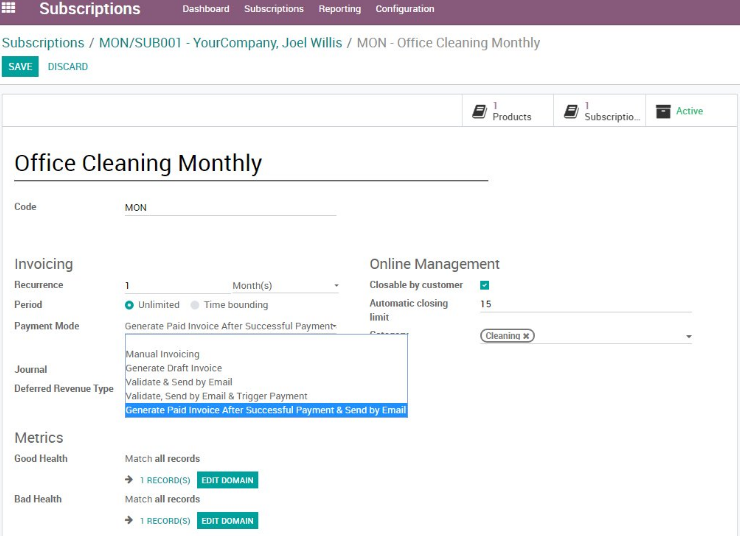 Subscriptions Dashboard Subscriptions Reporting Configuration
Subscriptions / MON/SUB001 - YourCompany, Joel Willis / MON - Office Cleaning Monthly
SAVE DISCARD
1 Products
1 Subscriptio...
Active
Office Cleaning Monthly
Code MON
Invoicing
Recurrence 1 Month(s)
Period Unlimited Time bounding
Payment Mode Generate Paid Invoice After Successful Payment
Manual Invoicing
Generate Draft Invoice
Validate & Send by Email
Validate, Send by Email & Trigger Payment
Generate Paid Invoice After Successful Payment & Send by Email
Journal
Deferred Revenue Type
Online Management
Closable by customer
Automatic closing 15
limit
Category Cleaning ×
Metrics
Good Health Match all records
1 RECORD(S) EDIT DOMAIN
Bad Health Match all records
1 RECORD(S) EDIT DOMAIN